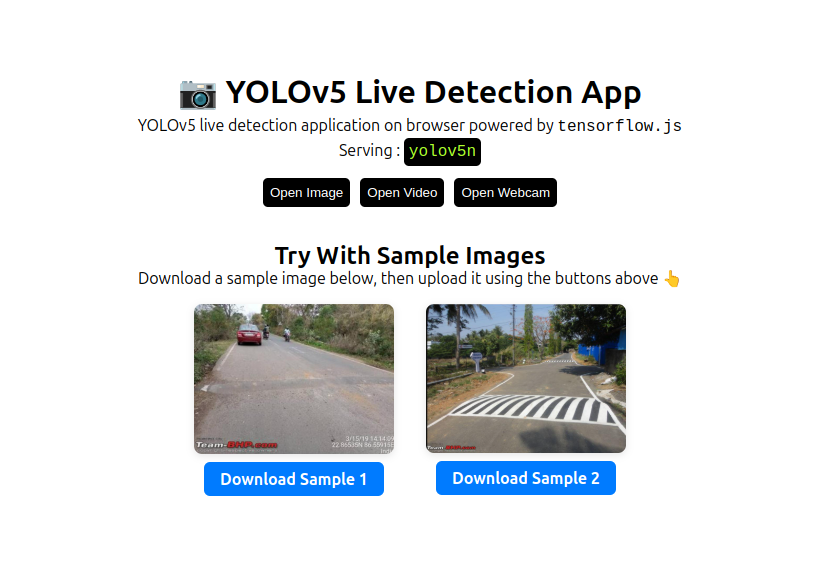 📷 YOLOv5 Live Detection App
YOLOv5 live detection application on browser powered by tensorflow.js
Serving : yolov5n
Open Image Open Video Open Webcam
Try With Sample Images
Download a sample image below, then upload it using the buttons above 👆
Team-BHP.com
3/15/19 14:14:09
Team-BHP.com
Download Sample 1
Download Sample 2